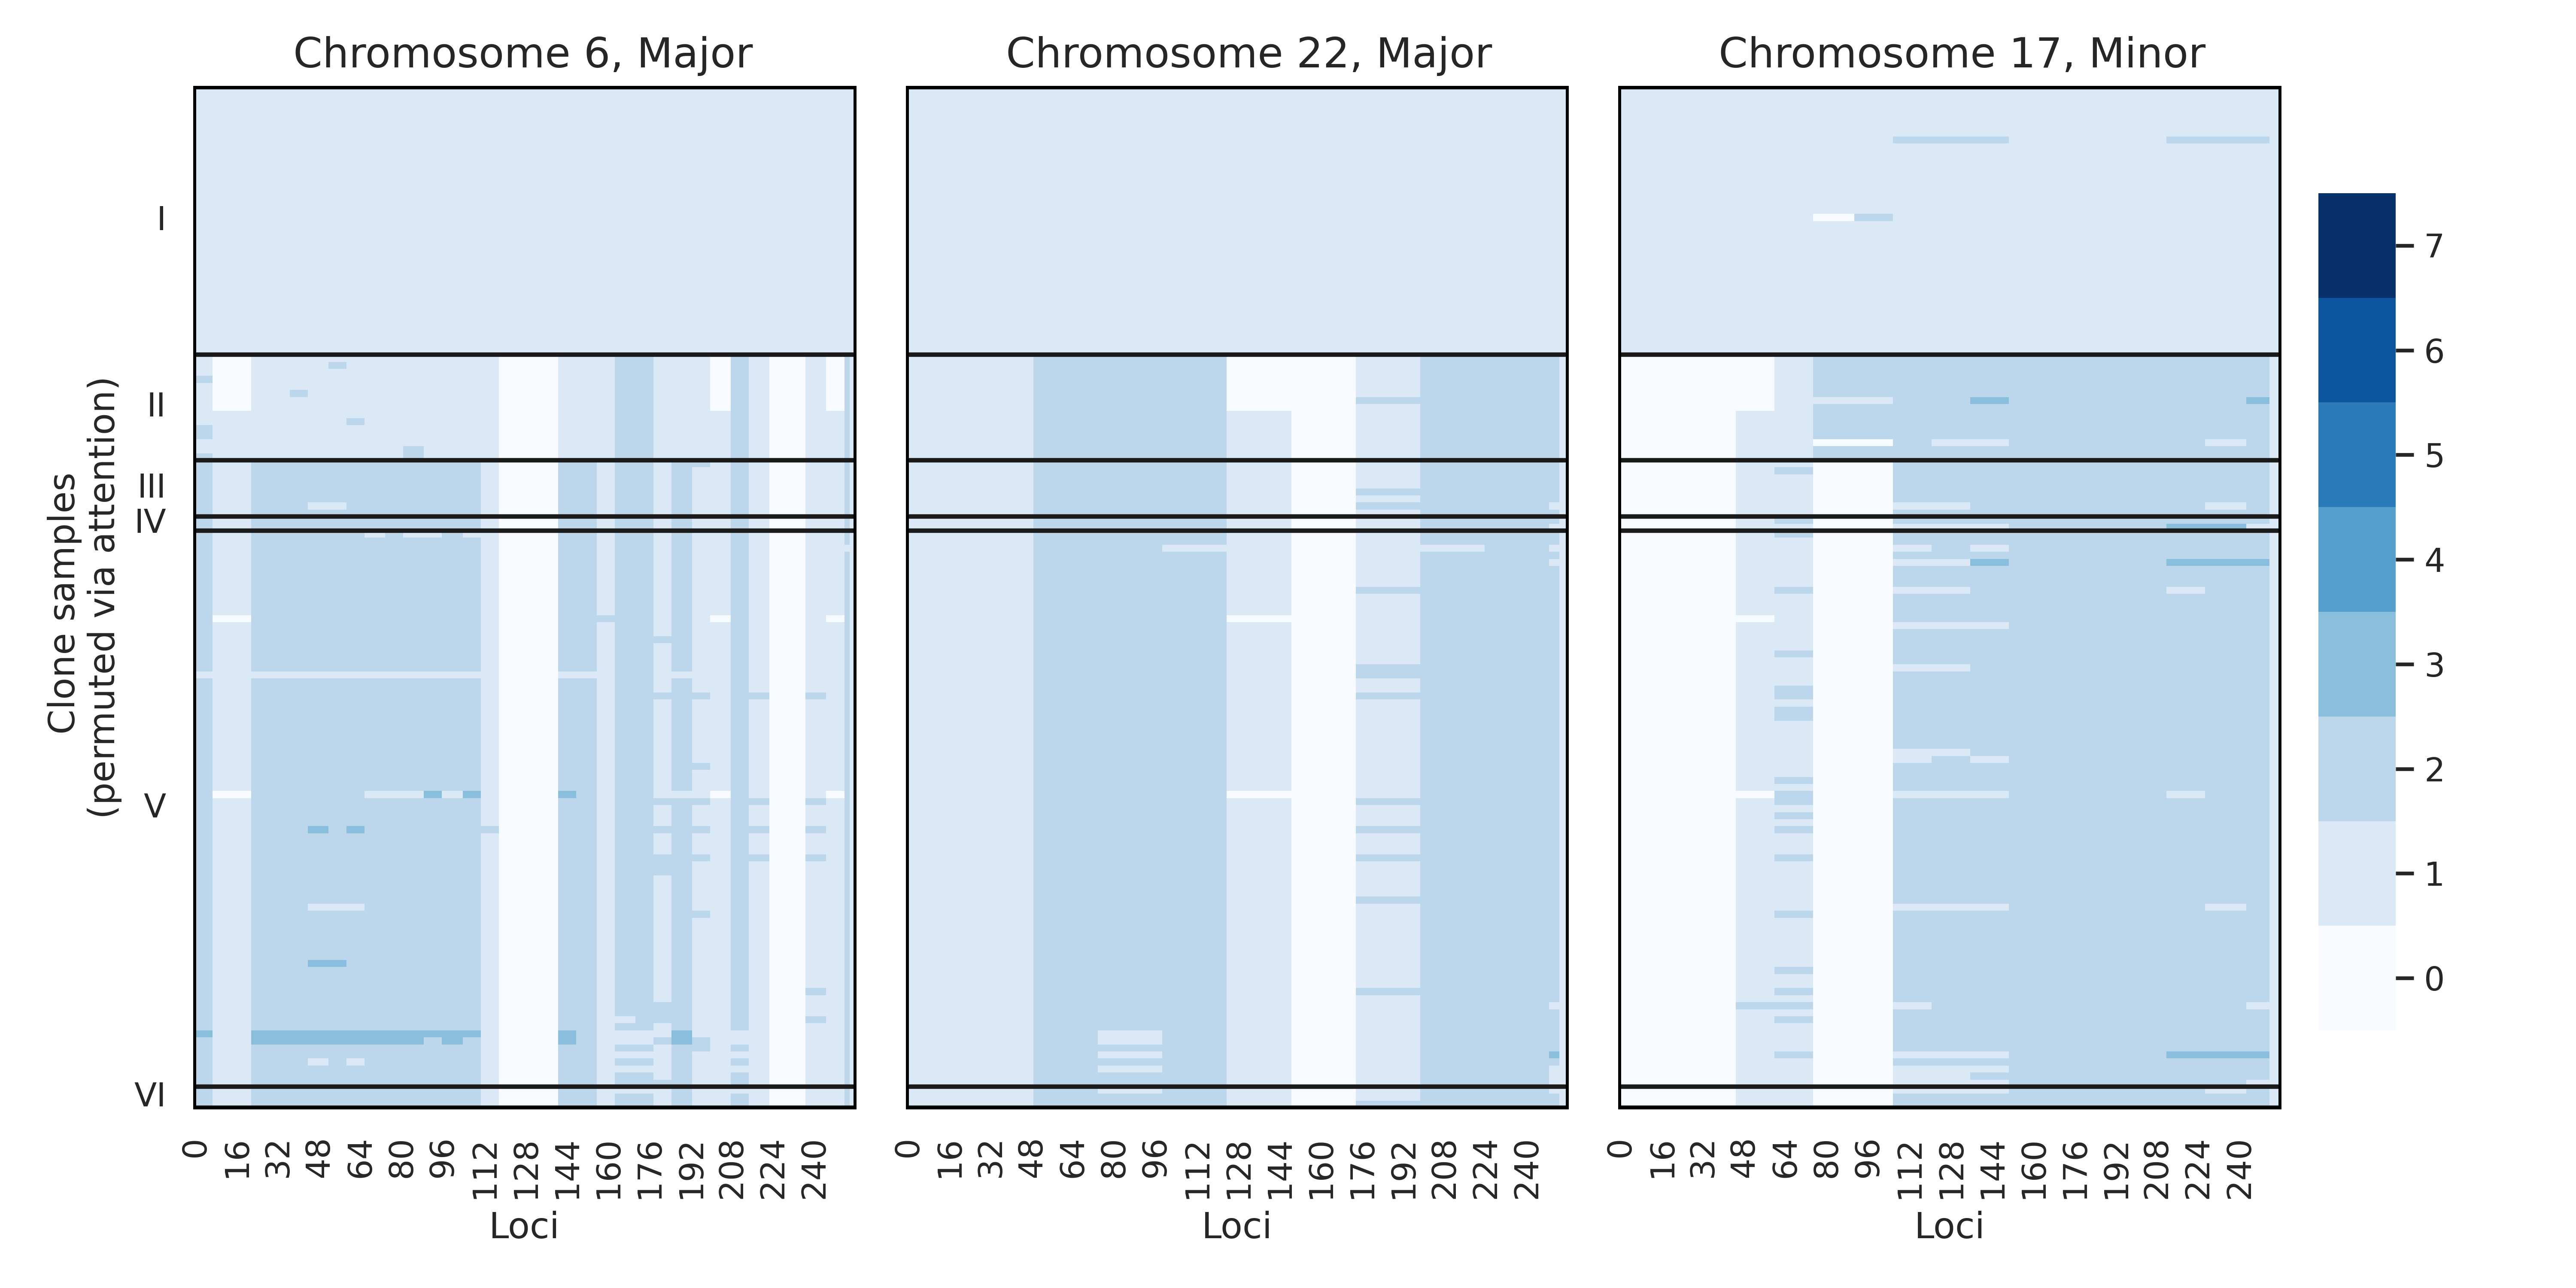 Chromosome 6, Major
Chromosome 22, Major
Chromosome 17, Minor
Clone samples
(permuted via attention)
I
II
III
IV
V
VI
0 16 32 48 64 80 96 112 128 144 160 176 192 208 224 240
Loci
0 16 32 48 64 80 96 112 128 144 160 176 192 208 224 240
Loci
0 16 32 48 64 80 96 112 128 144 160 176 192 208 224 240
Loci
7
6
5
4
3
2
1
0